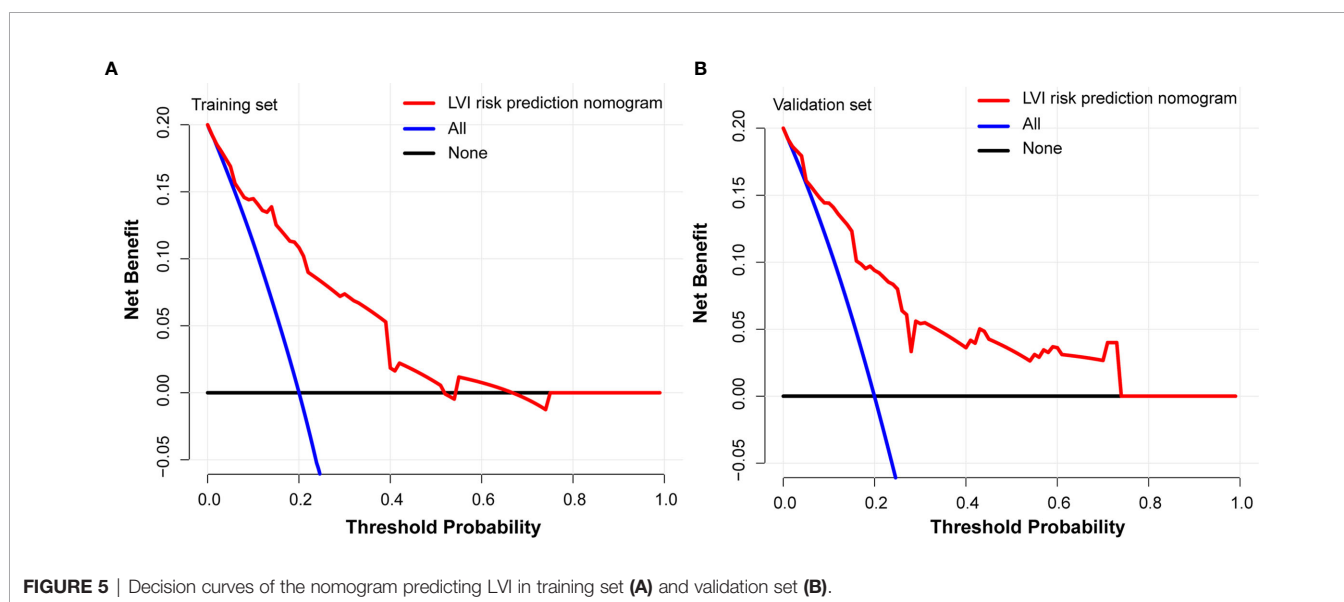 A
Training set
LVI risk prediction nomogram
All
None
Net Benefit
0.20
0.15
0.10
0.05
0.00
−0.05
0.0 0.2 0.4 0.6 0.8 1.0
Threshold Probability
B
Validation set
LVI risk prediction nomogram
All
None
Net Benefit
0.20
0.15
0.10
0.05
0.00
−0.05
0.0 0.2 0.4 0.6 0.8 1.0
Threshold Probability
FIGURE 5 | Decision curves of the nomogram predicting LVI in training set (A) and validation set (B).